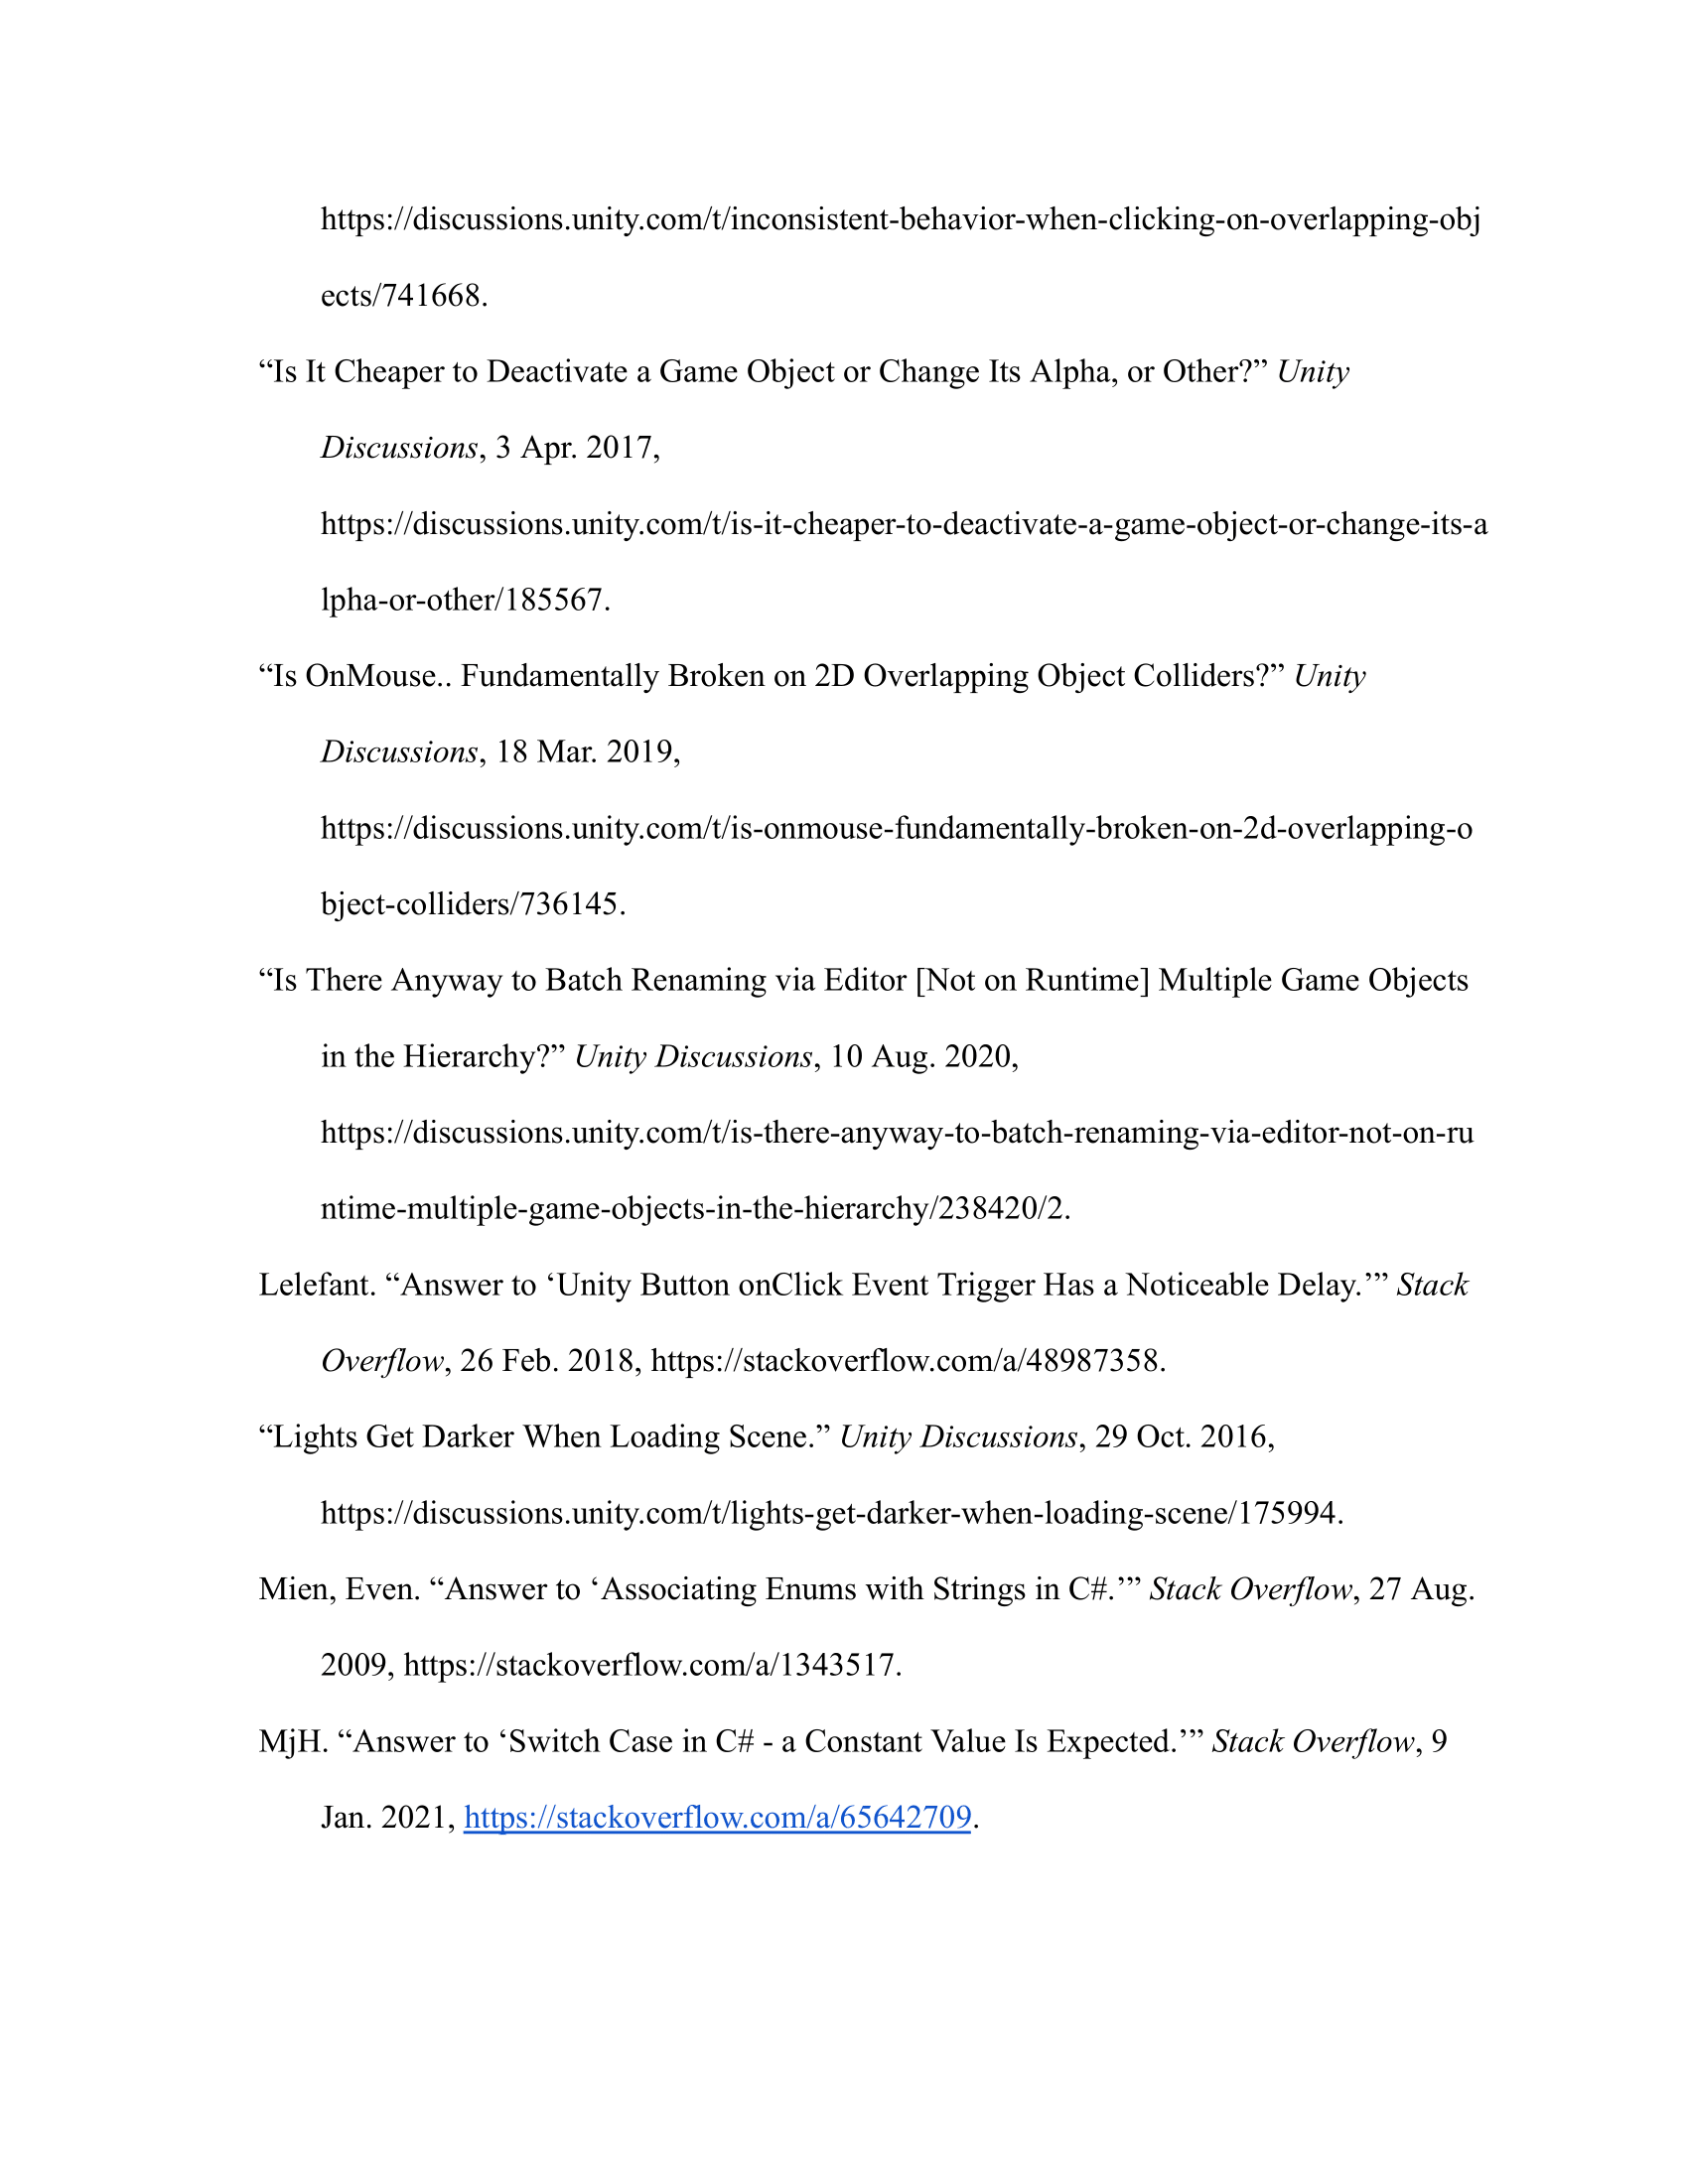 https://discussions.unity.com/t/inconsistent-behavior-when-clicking-on-overlapping-obj
ects/741668.
“Is It Cheaper to Deactivate a Game Object or Change Its Alpha, or Other?” Unity
Discussions, 3 Apr. 2017,
https://discussions.unity.com/t/is-it-cheaper-to-deactivate-a-game-object-or-change-its-a
lpha-or-other/185567.
“Is OnMouse.. Fundamentally Broken on 2D Overlapping Object Colliders?” Unity
Discussions, 18 Mar. 2019,
https://discussions.unity.com/t/is-onmouse-fundamentally-broken-on-2d-overlapping-o
bject-colliders/736145.
“Is There Anyway to Batch Renaming via Editor [Not on Runtime] Multiple Game Objects
in the Hierarchy?” Unity Discussions, 10 Aug. 2020,
https://discussions.unity.com/t/is-there-anyway-to-batch-renaming-via-editor-not-on-ru
ntime-multiple-game-objects-in-the-hierarchy/238420/2.
Lelefant. “Answer to ‘Unity Button onClick Event Trigger Has a Noticeable Delay.’” Stack
Overflow, 26 Feb. 2018, https://stackoverflow.com/a/48987358.
“Lights Get Darker When Loading Scene.” Unity Discussions, 29 Oct. 2016,
https://discussions.unity.com/t/lights-get-darker-when-loading-scene/175994.
Mien, Even. “Answer to ‘Associating Enums with Strings in C#.’” Stack Overflow, 27 Aug.
2009, https://stackoverflow.com/a/1343517.
MjH. “Answer to ‘Switch Case in C# - a Constant Value Is Expected.’” Stack Overflow, 9
Jan. 2021, https://stackoverflow.com/a/65642709.